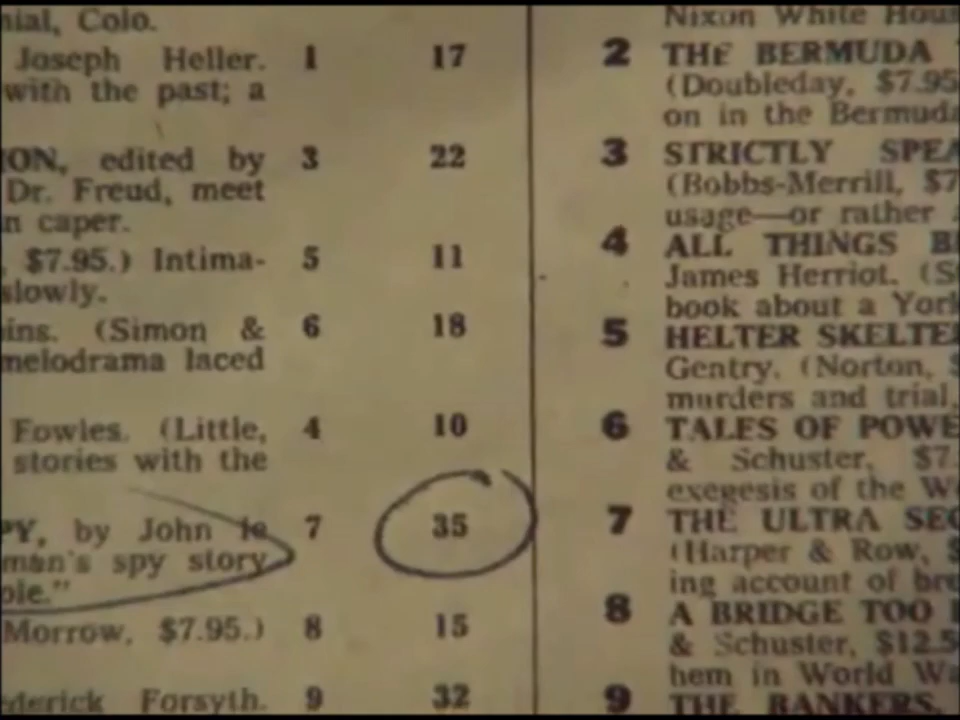 nial, Colo.
Joseph Heller. 1 17
with the past; a
ION, edited by 3 22
Dr. Freud, meet
n caper.
, $7.95.) Intima- 5 11
slowly.
ins. (Simon & 6 18
melodrama laced
Fowles. (Little, 4 10
stories with the
PY, by John le 7 35
man's spy story
ole."
Morrow, $7.95.) 8 15
ederick Forsyth. 9 32
Nixon White Hous
2 THE BERMUDA
(Doubleday, $7.95
on in the Bermuda
3 STRICTLY SPEA
(Bobbs-Merrill, $7
usage—or rather
4 ALL THINGS B
James Herriot. (S
book about a York
5 HELTER SKELTE
Gentry. (Norton, $
murders and trial.
6 TALES OF POWE
& Schuster, $7.
exegesis of the W
7 THE ULTRA SEC
(Harper & Row, $
ing account of bre
8 A BRIDGE TOO
& Schuster, $12.5
hem in World Wa
9 THE BANKERS,